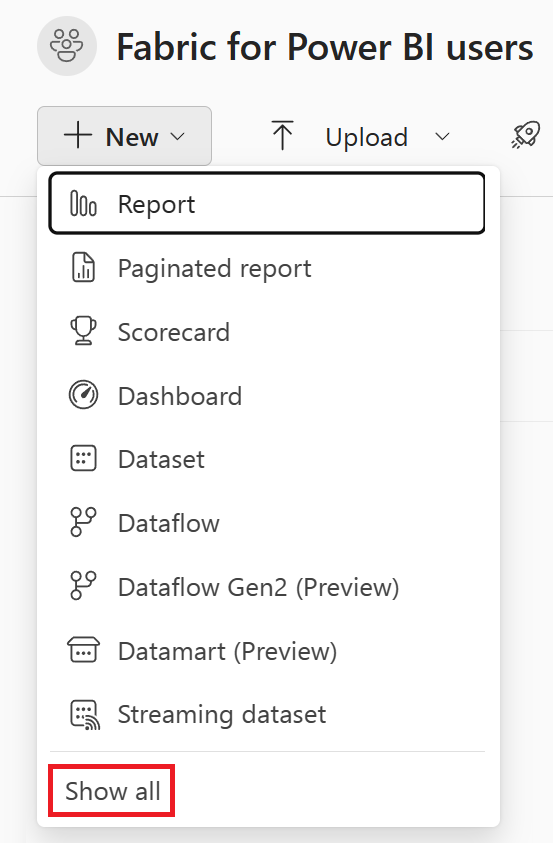 Fabric for Power BI users
New Upload
Report
Paginated report
Scorecard
Dashboard
Dataset
Dataflow
Dataflow Gen2 (Preview)
Datamart (Preview)
Streaming dataset
Show all